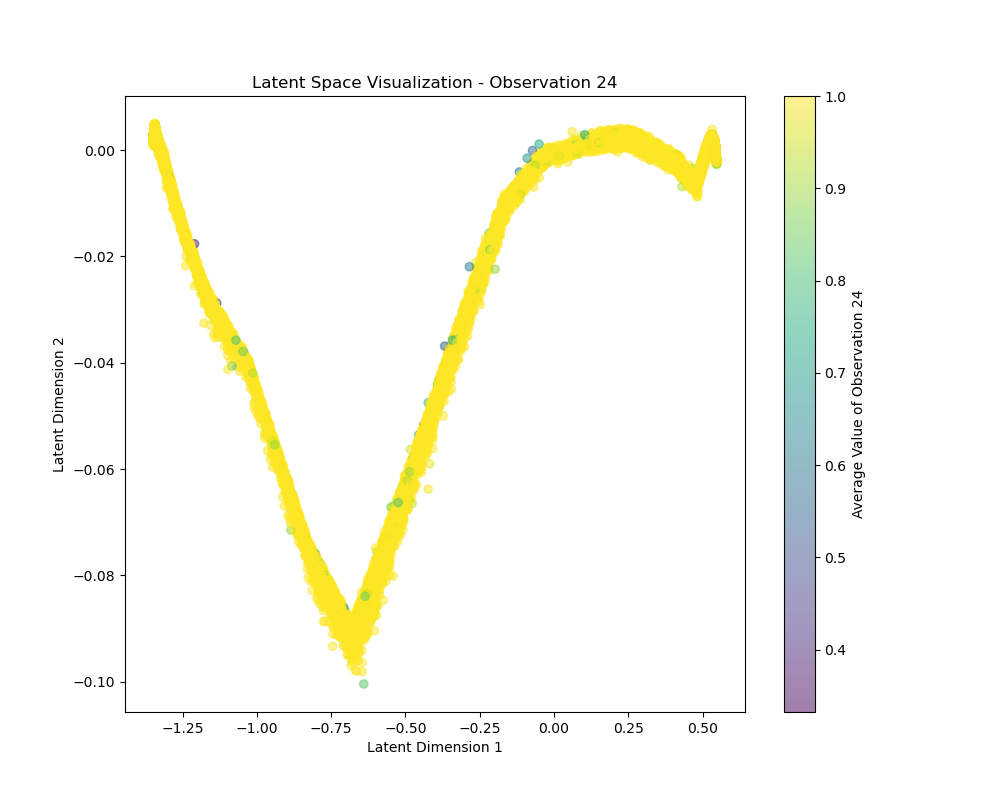 Latent Space Visualization - Observation 24
0.00
−0.02
−0.04
−0.06
−0.08
−0.10
Latent Dimension 2
−1.25 −1.00 −0.75 −0.50 −0.25 0.00 0.25 0.50
Latent Dimension 1
1.0
0.9
0.8
0.7
0.6
0.5
0.4
Average Value of Observation 24